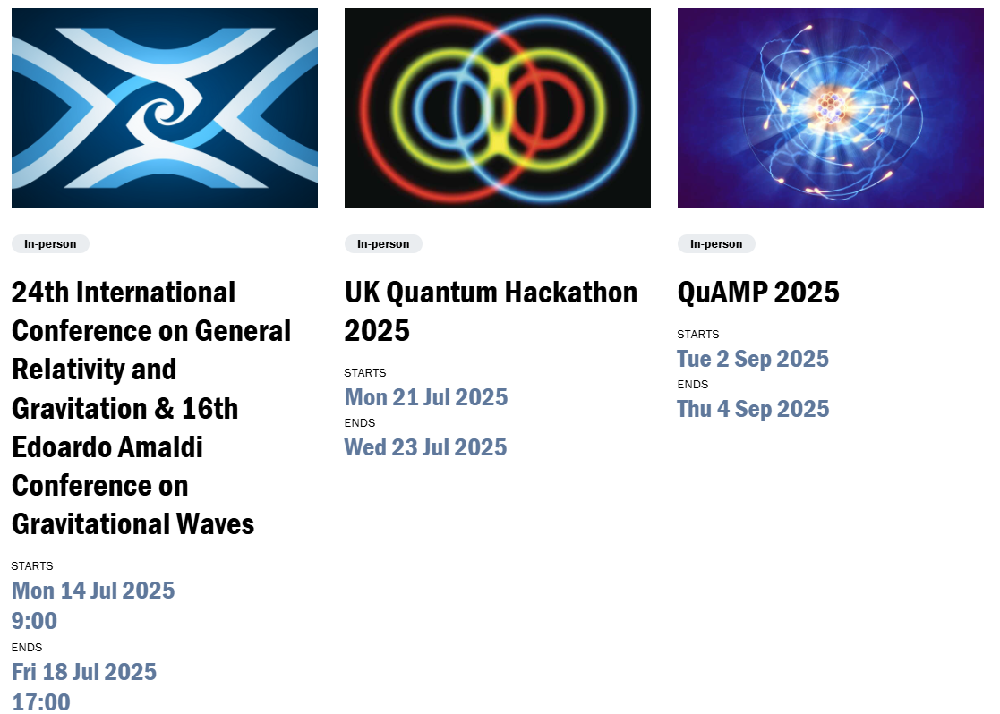 In-person
24th International
Conference on General
Relativity and
Gravitation & 16th
Edoardo Amaldi
Conference on
Gravitational Waves
STARTS
Mon 14 Jul 2025
9:00
ENDS
Fri 18 Jul 2025
17:00
In-person
UK Quantum Hackathon
2025
STARTS
Mon 21 Jul 2025
ENDS
Wed 23 Jul 2025
In-person
QuAMP 2025
STARTS
Tue 2 Sep 2025
ENDS
Thu 4 Sep 2025